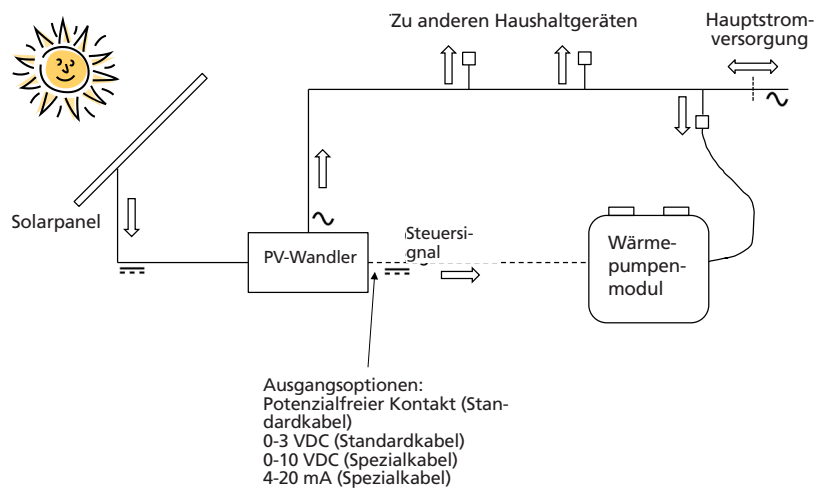 Zu anderen Haushaltgeräten
Hauptstrom-
versorgung
Solarpanel
PV-Wandler
Steuersi-
gnal
Wärme-
pumpen-
modul
Ausgangsoptionen:
Potenzialfreier Kontakt (Stan-
dardkabel)
0-3 VDC (Standardkabel)
0-10 VDC (Spezialkabel)
4-20 mA (Spezialkabel)